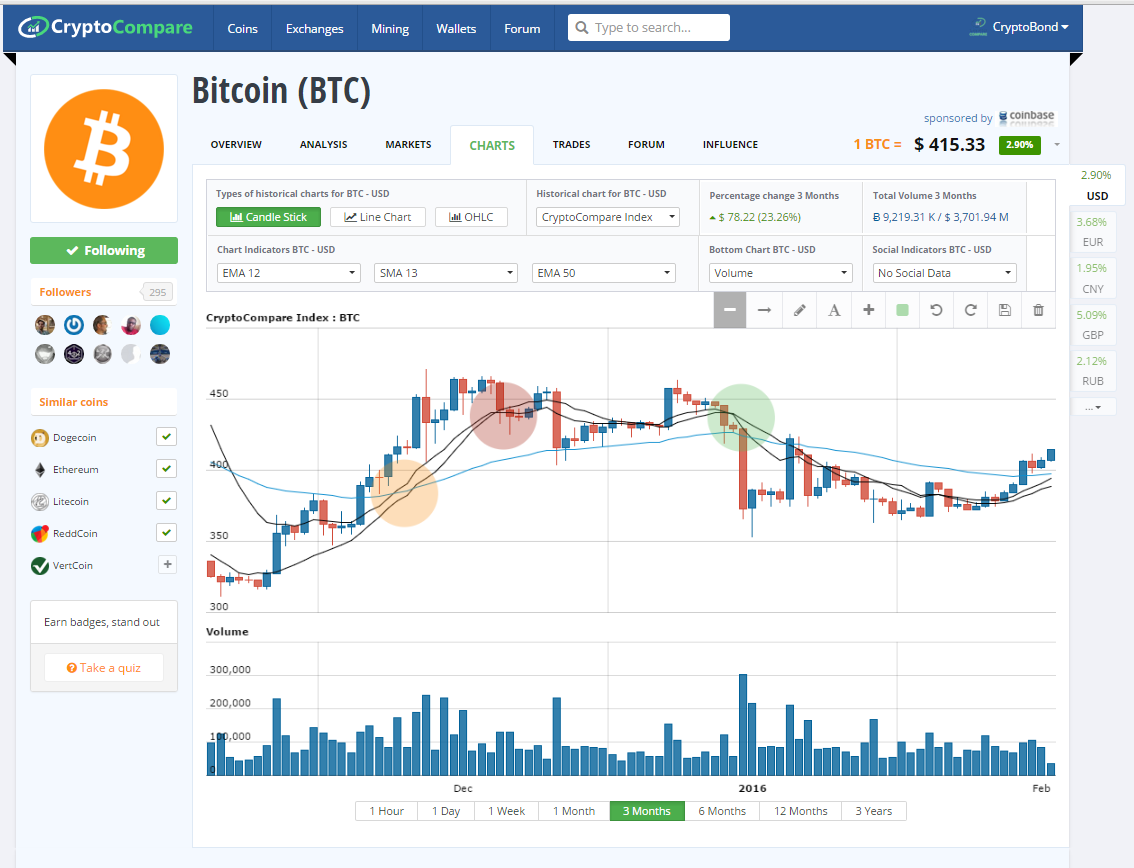 CryptoCompare Coins Exchanges Mining Wallets Forum Type to search... CryptoBond
Bitcoin (BTC)
sponsored by coinbase
OVERVIEW ANALYSIS MARKETS CHARTS TRADES FORUM INFLUENCE 1 BTC = $ 415.33 2.90%
2.90%
USD
3.68%
EUR
1.95%
CNY
5.09%
GBP
2.12%
RUB
...
Following
Followers 295
Similar coins
Dogecoin
Ethereum
Litecoin
ReddCoin
VertCoin
Earn badges, stand out
Take a quiz
Types of historical charts for BTC - USD Historical chart for BTC - USD Percentage change 3 Months Total Volume 3 Months
Candle Stick Line Chart OHLC CryptoCompare Index $ 78.22 (23.26%) Ƀ 9,219.31 K / $ 3,701.94 M
Chart Indicators BTC - USD Bottom Chart BTC - USD Social Indicators BTC - USD
EMA 12 SMA 13 EMA 50 Volume No Social Data
A
CryptoCompare Index : BTC
450
400
350
300
Volume
300,000
200,000
100,000
0
Dec 2016 Feb
1 Hour 1 Day 1 Week 1 Month 3 Months 6 Months 12 Months 3 Years